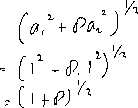 (a₁² + ρa₂²)^{1/2}
= (1² + ρ.1²)^{1/2}
= (1 + ρ)^{1/2}